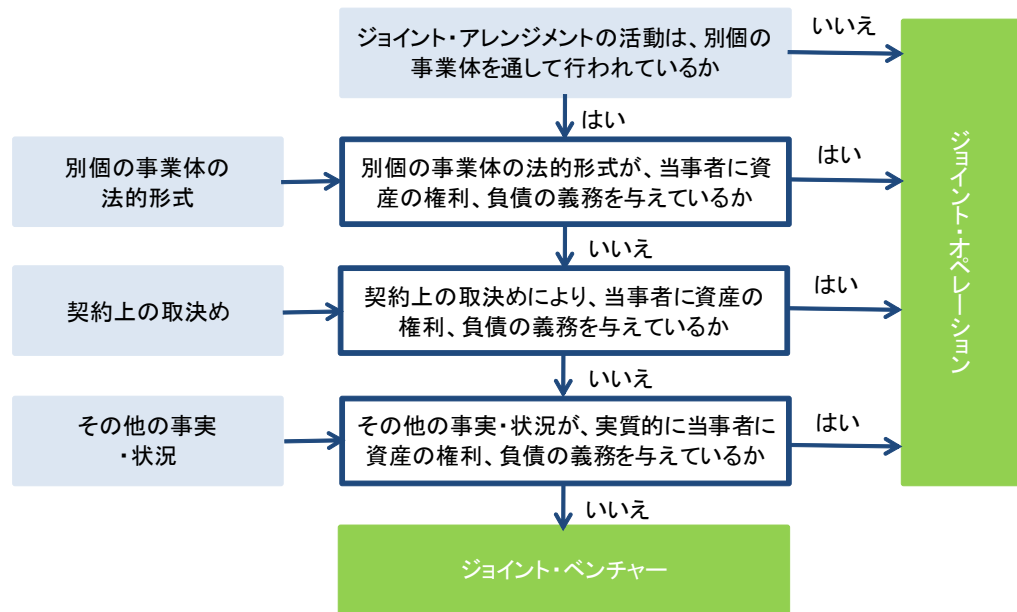 ジョイント・アレンジメントの活動は、別個の
事業体を通して行われているか
いいえ
はい
別個の事業体の
法的形式
別個の事業体の法的形式が、当事者に資
産の権利、負債の義務を与えているか
はい
いいえ
契約上の取決め
契約上の取決めにより、当事者に資産の
権利、負債の義務を与えているか
はい
いいえ
その他の事実
・状況
その他の事実・状況が、実質的に当事者に
資産の権利、負債の義務を与えているか
はい
いいえ
ジョイント・オペレーション
ジョイント・ベンチャー